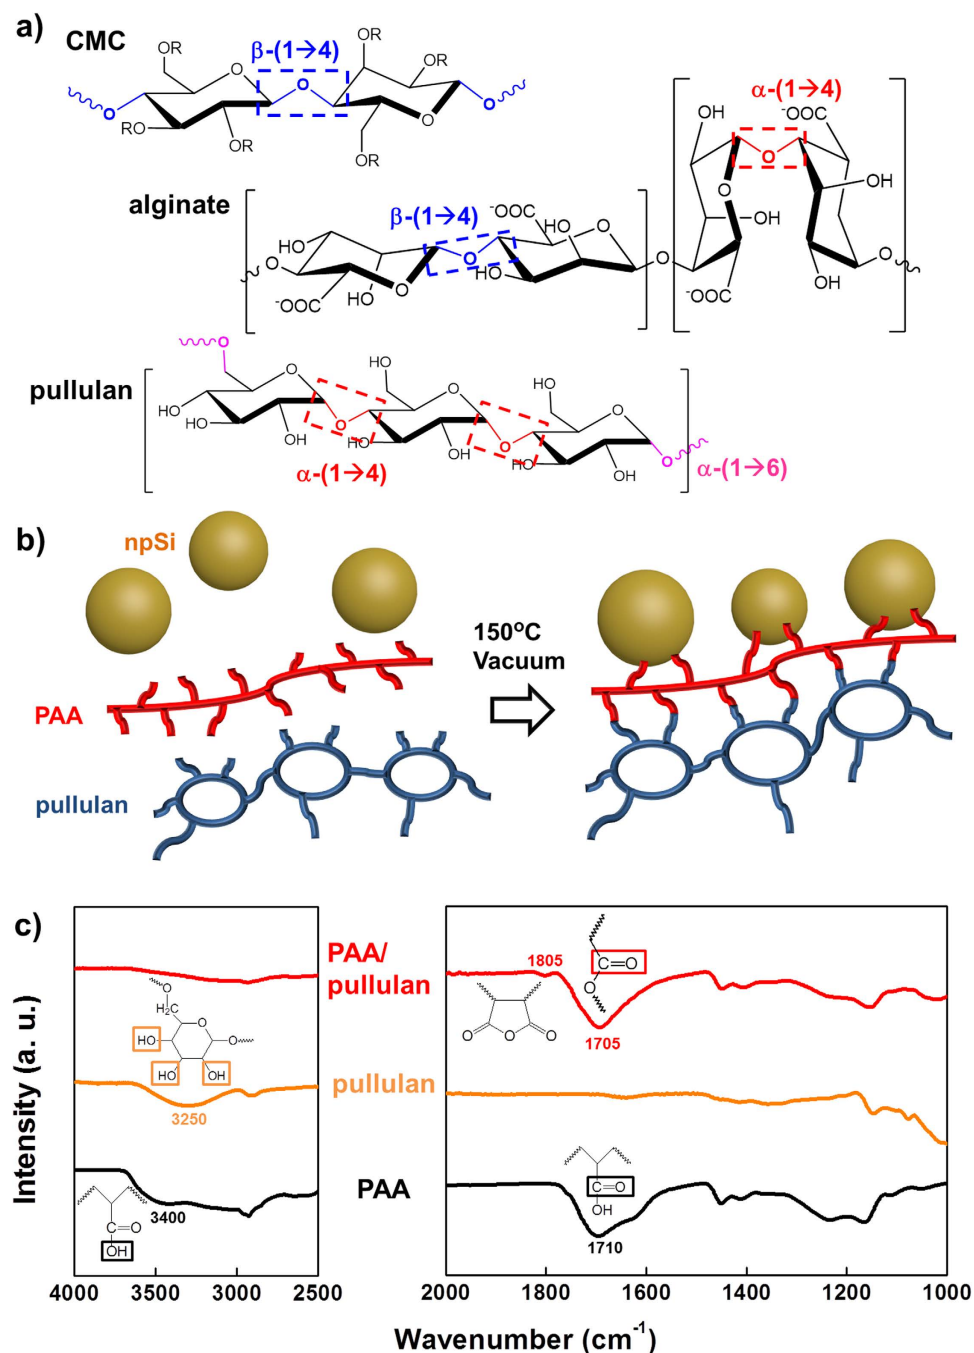 a)
CMC
β-(1→4)
OR
OR
OR
OR
RO
OR
OR
O
O
O
O
O
α-(1→4)
⁻OOC
OH
O
O
OH
OH
⁻OOC
OH
O
alginate
β-(1→4)
⁻OOC
HO
OH
HO
O
O
O
O
⁻OOC
HO
HO
O
pullulan
O
HO
HO
O
O
O
HO
HO
OH
O
HO
OH
O
HO
OH
O
α-(1→4)
α-(1→6)
b)
npSi
150°C
Vacuum
PAA
pullulan
c)
PAA/
pullulan
1805
C=O
O
O
O
O
1705
O
H₂C
O
HO
O
HO
OH
3250
pullulan
C=O
OH
1710
PAA
3400
C=O
OH
Intensity (a. u.)
4000
3500
3000
2500
2000
1800
1600
1400
1200
1000
Wavenumber (cm⁻¹)